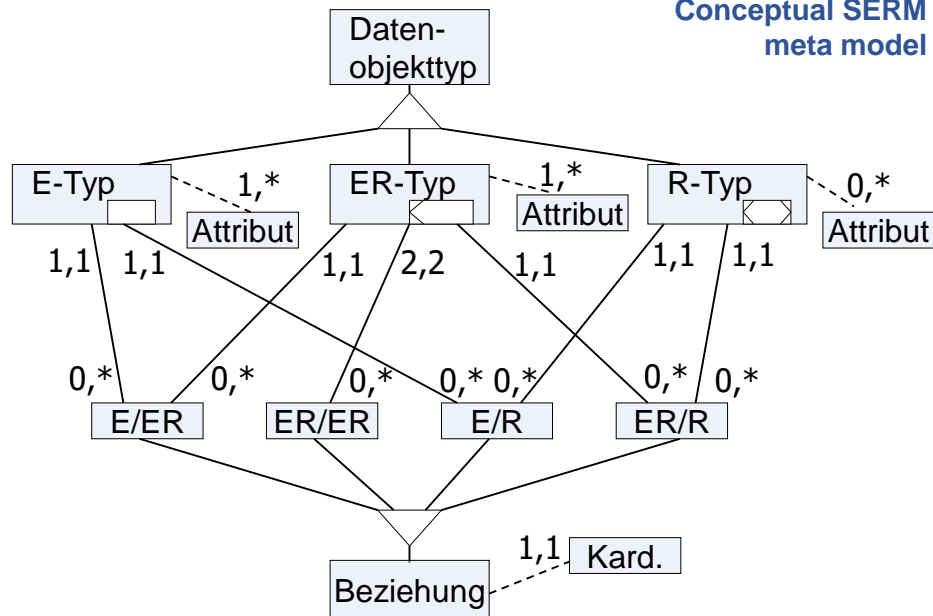 Conceptual SERM
meta model
Daten-
objekttyp
E-Typ
1,*
Attribut
ER-Typ
1,*
Attribut
R-Typ
0,*
Attribut
1,1
1,1
1,1
2,2
1,1
1,1
1,1
0,*
0,*
0,*
0,*
0,*
0,*
0,*
E/ER
ER/ER
E/R
ER/R
1,1
Kard.
Beziehung